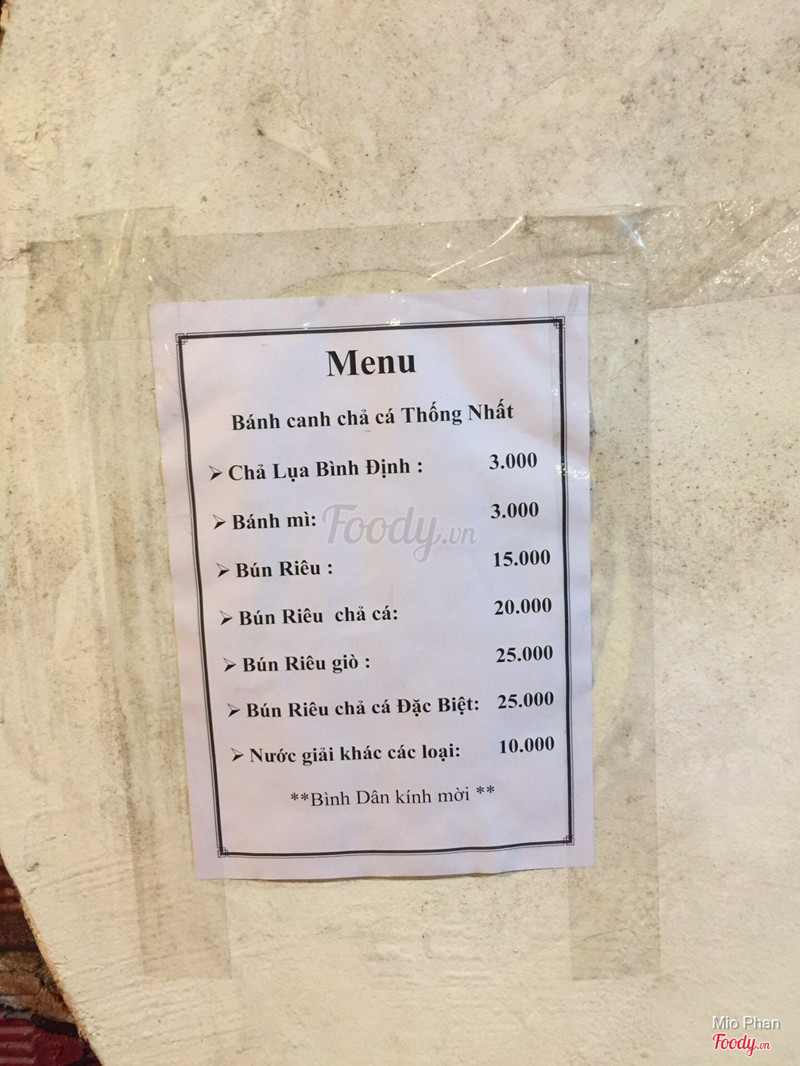 Menu
Bánh canh chả cá Thống Nhất
➢ Chả Lụa Bình Định : 3.000
➢ Bánh mì: 3.000
Foody.vn
➢ Bún Riêu : 15.000
➢ Bún Riêu chả cá: 20.000
➢ Bún Riêu giò : 25.000
➢ Bún Riêu chả cá Đặc Biệt: 25.000
➢ Nước giải khác các loại: 10.000
**Bình Dân kính mời **
Mio Phan
Foody.vn